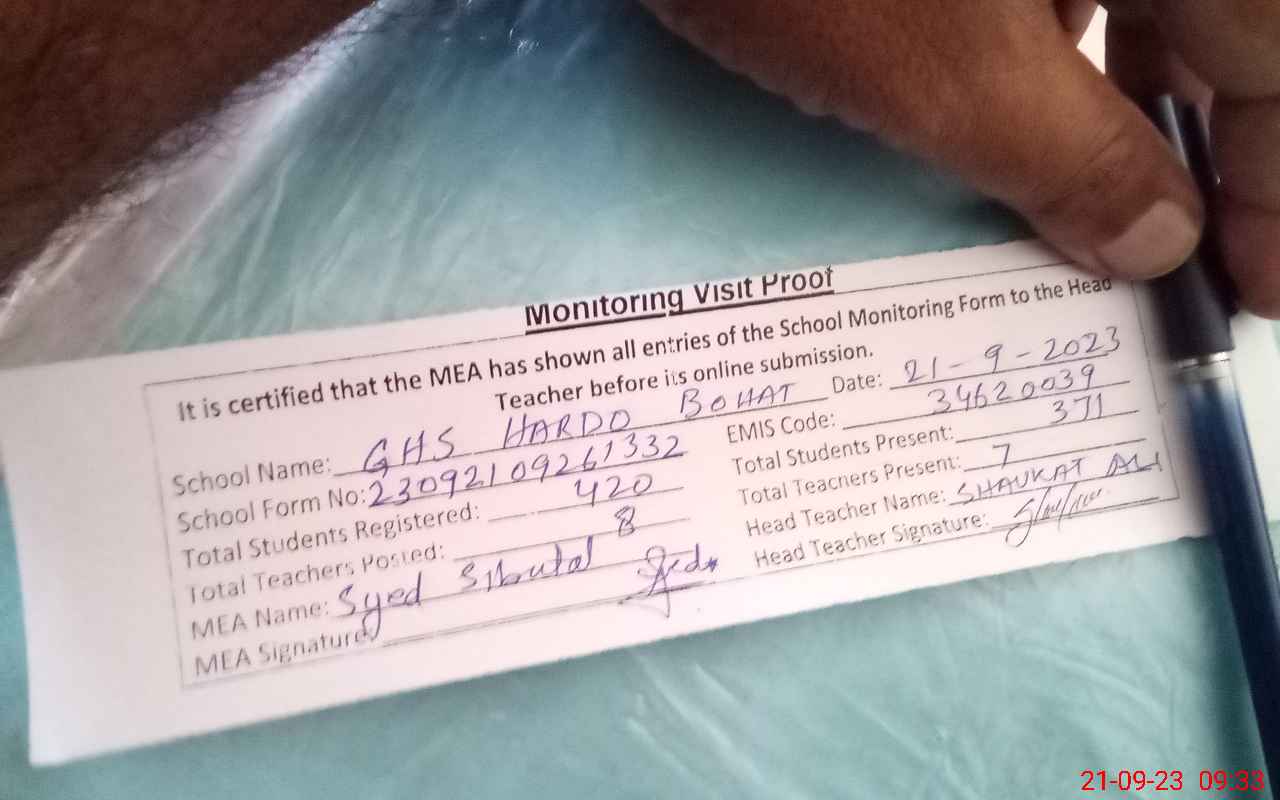 Monitoring Visit Proof
It is certified that the MEA has shown all entries of the School Monitoring Form to the Head
Teacher before its online submission.
School Name: GHS HARDO BOHAT Date: 21-9-2023
School Form No: 23092109261332 EMIS Code: 34620039
Total Students Registered: 420 Total Students Present: 371
Total Teachers Posted: 8 Total Teachers Present: 7
MEA Name: Syed Head Teacher Name: SHAUKAT ALI
MEA Signature: Head Teacher Signature:
21-09-23 09:33